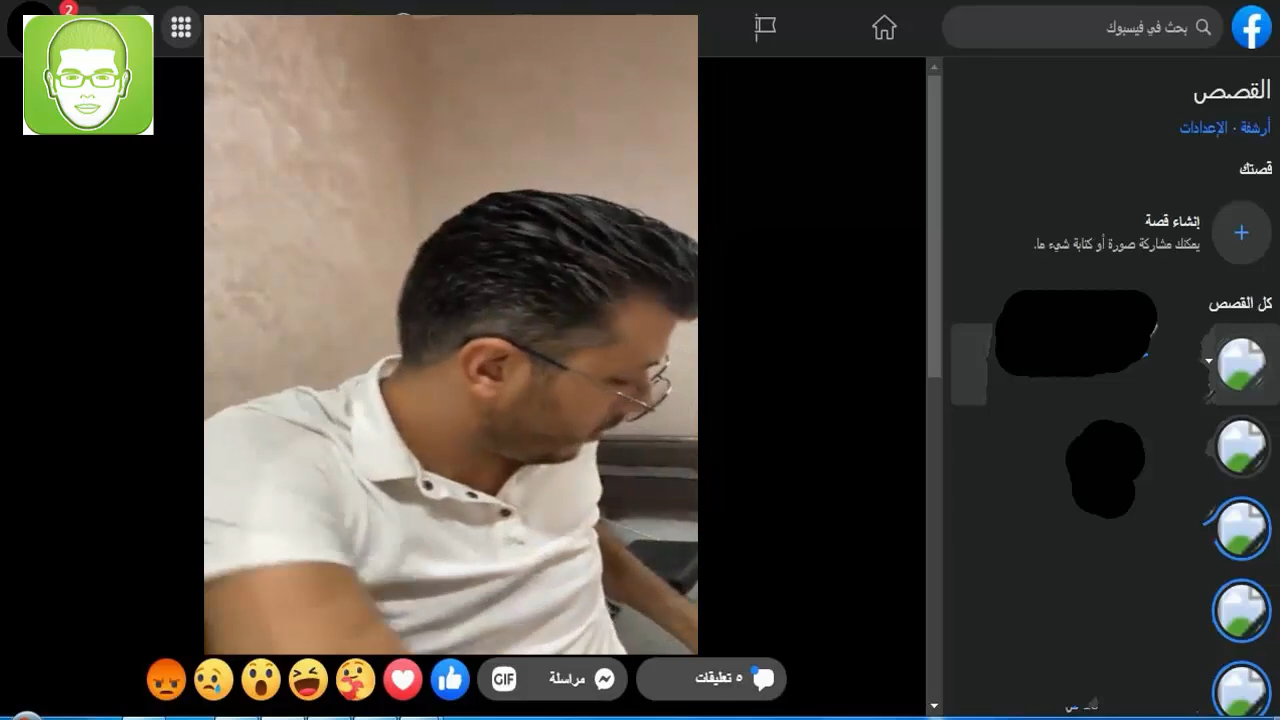 2
بحث في فيسبوك
القصص
أرشفة · الإعدادات
قصتك
إنشاء قصة
يمكنك مشاركة صورة أو كتابة شيء ما.
كل القصص
٥ تعليقات
مراسلة
GIF